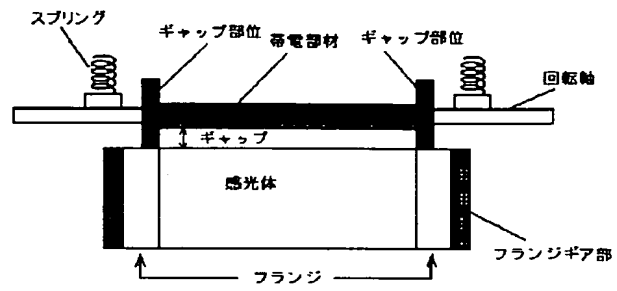 スプリング
ギャップ部位
帯電部材
ギャップ部位
回転軸
ギャップ
感光体
フランジギア部
フランジ